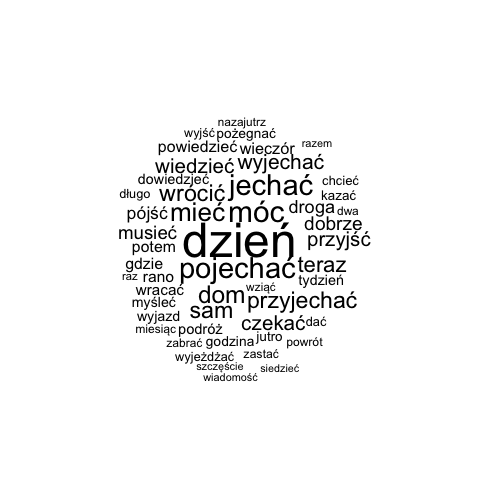 nazajutrz
wyjść pożegnać
powiedzieć wieczór razem
wiedzieć wyjechać
dowiedzieć jechać chcieć
długo wrócić kazać
pójść mieć móc droga dwa
musieć dzień dobrze
potem przyjść
gdzie pojechać teraz
raz rano tydzień
wracać dom wziąć
myśleć przyjechać
wyjazd sam
miesiąc podróż czekać dać
zabrać godzina jutro powrót
wyjeżdżać zastać
szczęście siedzieć
wiadomość